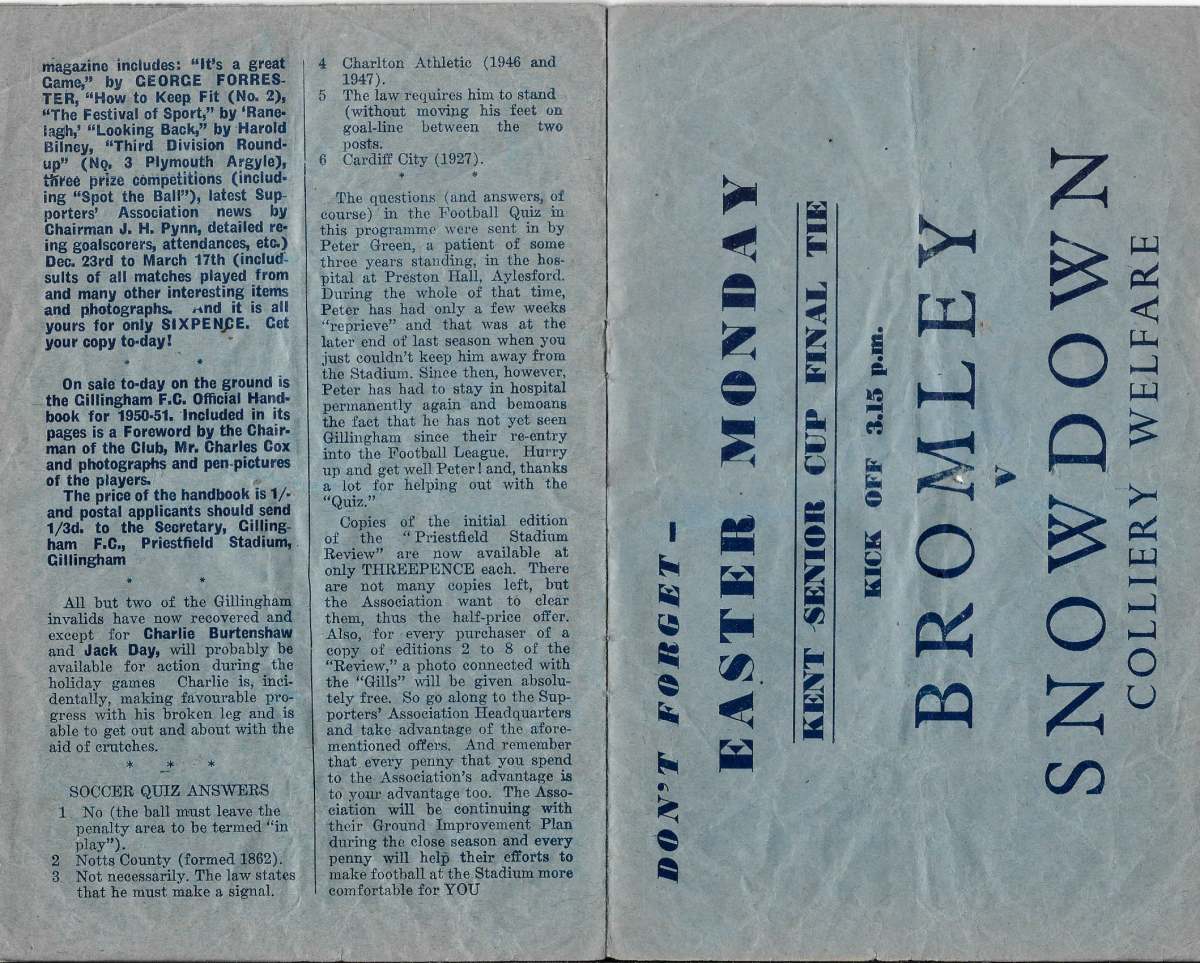 magazine includes: "It's a great
Game," by GEORGE FORRES-
TER, "How to Keep Fit (No. 2),
"The Festival of Sport," by 'Rane-
lagh,' "Looking Back," by Harold
Bilney, "Third Division Round-
up" (No. 3 Plymouth Argyle),
three prize competitions (includ-
ing "Spot the Ball"), latest Sup-
porters' Association news by
Chairman J. H. Pynn, detailed re-
ing goalscorers, attendances, etc.)
Dec. 23rd to March 17th (includ-
sults of all matches played from
and many other interesting items
and photographs. And it is all
yours for only SIXPENCE. Get
your copy to-day!
* *
On sale to-day on the ground is
the Gillingham F.C. Official Hand-
book for 1950-51. Included in its
pages is a Foreword by the Chair-
man of the Club, Mr. Charles Cox
and photographs and pen-pictures
of the players.
The price of the handbook is 1/-
and postal applicants should send
1/3d. to the Secretary, Gilling-
ham F.C., Priestfield Stadium,
Gillingham
* *
All but two of the Gillingham
invalids have now recovered and
except for Charlie Burtenshaw
and Jack Day, will probably be
available for action during the
holiday games Charlie is, inci-
dentally, making favourable pro-
gress with his broken leg and is
able to get out and about with the
aid of crutches.
* * *
SOCCER QUIZ ANSWERS
1 No (the ball must leave the
penalty area to be termed "in
play").
2 Notts County (formed 1862).
3 Not necessarily. The law states
that he must make a signal.
4 Charlton Athletic (1946 and
1947).
5 The law requires him to stand
(without moving his feet on
goal-line between the two
posts.
6 Cardiff City (1927).
* *
The questions (and answers, of
course) in the Football Quiz in
this programme were sent in by
Peter Green, a patient of some
three years standing, in the hos-
pital at Preston Hall, Aylesford.
During the whole of that time,
Peter has had only a few weeks
"reprieve" and that was at the
later end of last season when you
just couldn't keep him away from
the Stadium. Since then, however,
Peter has had to stay in hospital
permanently again and bemoans
the fact that he has not yet seen
Gillingham since their re-entry
into the Football League. Hurry
up and get well Peter! and, thanks
a lot for helping out with the
"Quiz."
Copies of the initial edition
of the "Priestfield Stadium
Review" are now available at
only THREEPENCE each. There
are not many copies left, but
the Association want to clear
them, thus the half-price offer.
Also, for every purchaser of a
copy of editions 2 to 8 of the
"Review," a photo connected with
the "Gills" will be given absolu-
tely free. So go along to the Sup-
porters' Association Headquarters
and take advantage of the afore-
mentioned offers. And remember
that every penny that you spend
to the Association's advantage is
to your advantage too. The Asso-
ciation will be continuing with
their Ground Improvement Plan
during the close season and every
penny will help their efforts to
make football at the Stadium more
comfortable for YOU
DON'T FORGET —
EASTER MONDAY
KENT SENIOR CUP FINAL TIE
KICK OFF 3.15 p.m.
BROMLEY
v
SNOWDOWN
COLLIERY WELFARE